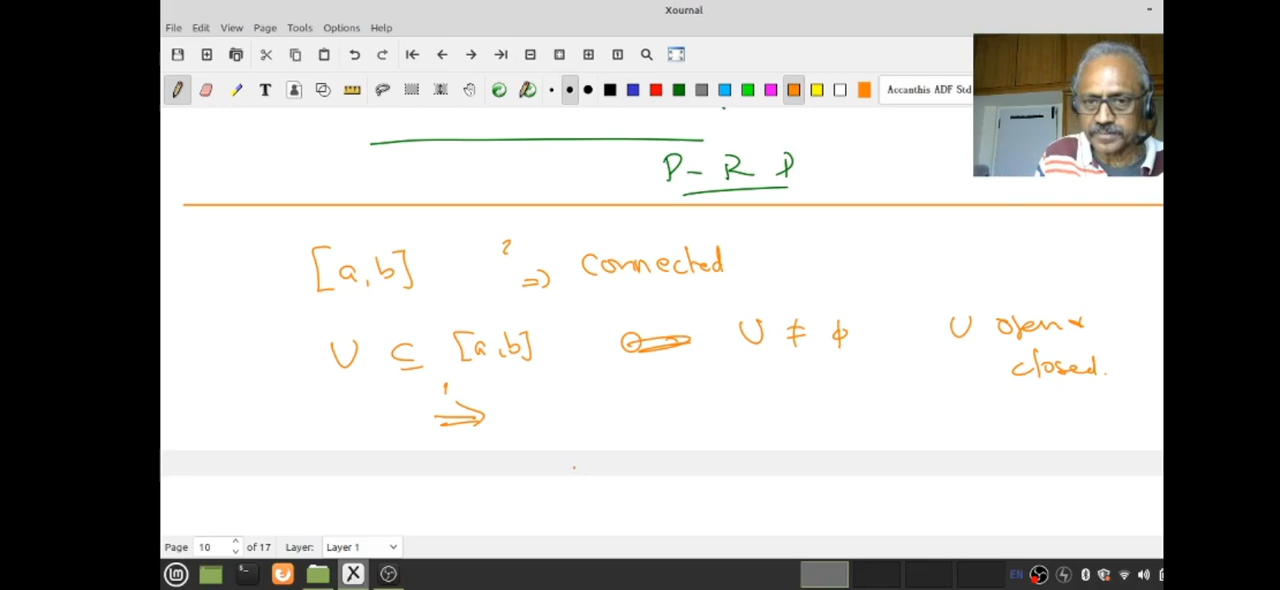 Xournal
File Edit View Page Tools Options Help
Accanthis ADF Std
P - R P
[a, b] ? ⇒ connected
U ⊆ [a, b] U ≠ φ U open &
closed.
? ⇒
Page 10 of 17 Layer: Layer 1
EN